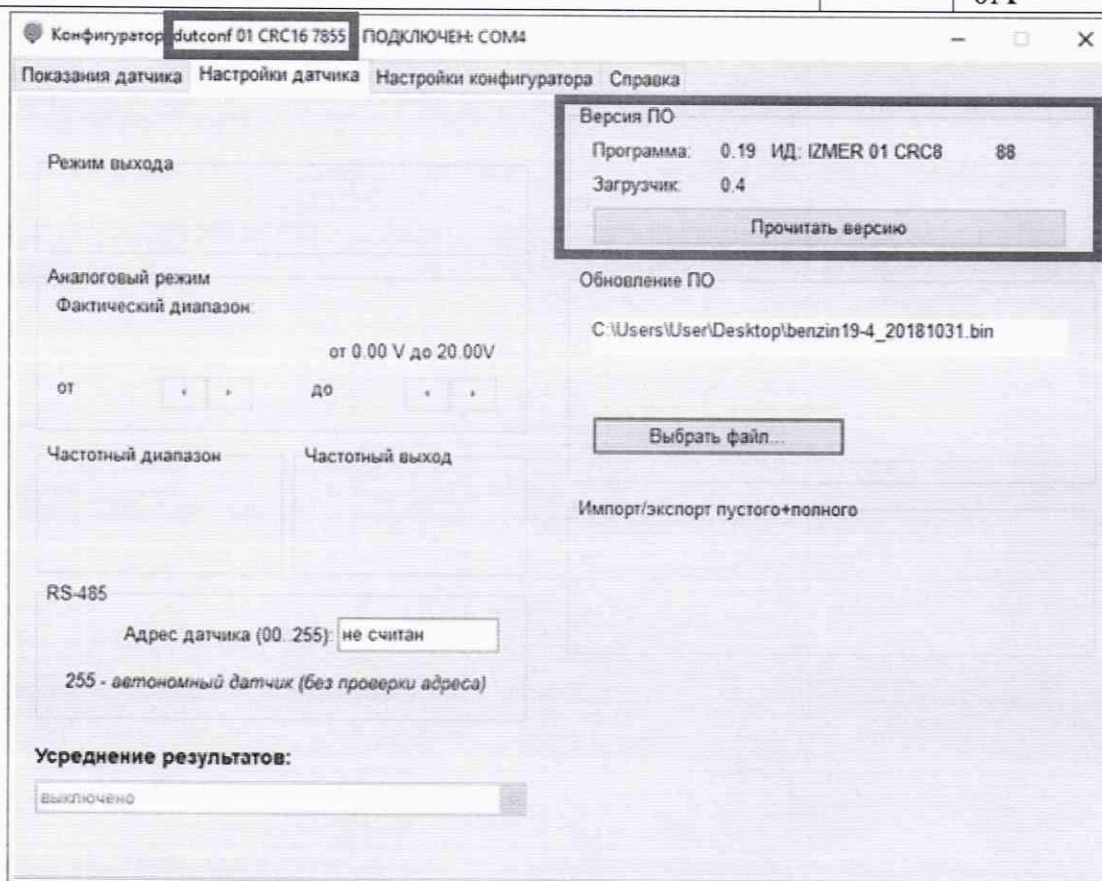 Конфигуратор dutconf 01 CRC16 7855 ПОДКЛЮЧЕН: COM4
Показания датчика Настройки датчика Настройки конфигуратора Справка
Версия ПО
Программа: 0.19 ИД: IZMER 01 CRC8 88
Загрузчик: 0.4
Прочитать версию
Режим выхода
Аналоговый режим
Фактический диапазон:
от 0.00 V до 20.00V
от
до
Обновление ПО
C:\Users\User\Desktop\benzin19-4_20181031.bin
Выбрать файл...
Частотный диапазон
Частотный выход
Импорт/экспорт пустого+полного
RS-485
Адрес датчика (00..255): не считан
255 - автономный датчик (без проверки адреса)
Усреднение результатов:
выключено